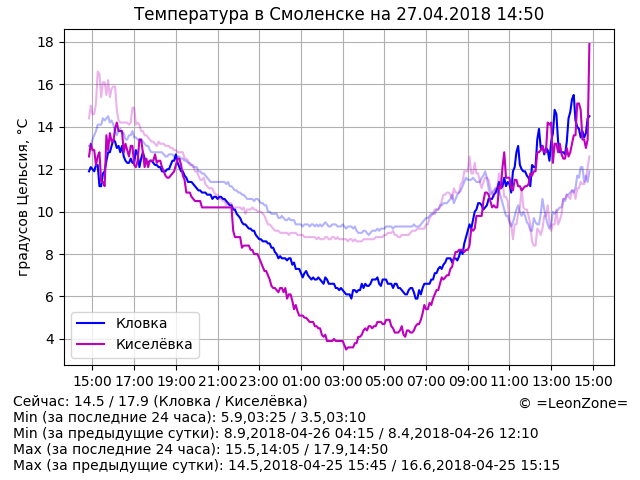 Температура в Смоленске на 27.04.2018 14:50
18
16
14
12
10
8
6
4
градусов Цельсия, °C
Кловка
Киселёвка
15:00 17:00 19:00 21:00 23:00 01:00 03:00 05:00 07:00 09:00 11:00 13:00 15:00
Сейчас: 14.5 / 17.9 (Кловка / Киселёвка)
© =LeonZone=
Min (за последние 24 часа): 5.9,03:25 / 3.5,03:10
Min (за предыдущие сутки): 8.9,2018-04-26 04:15 / 8.4,2018-04-26 12:10
Max (за последние 24 часа): 15.5,14:05 / 17.9,14:50
Max (за предыдущие сутки): 14.5,2018-04-25 15:45 / 16.6,2018-04-25 15:15